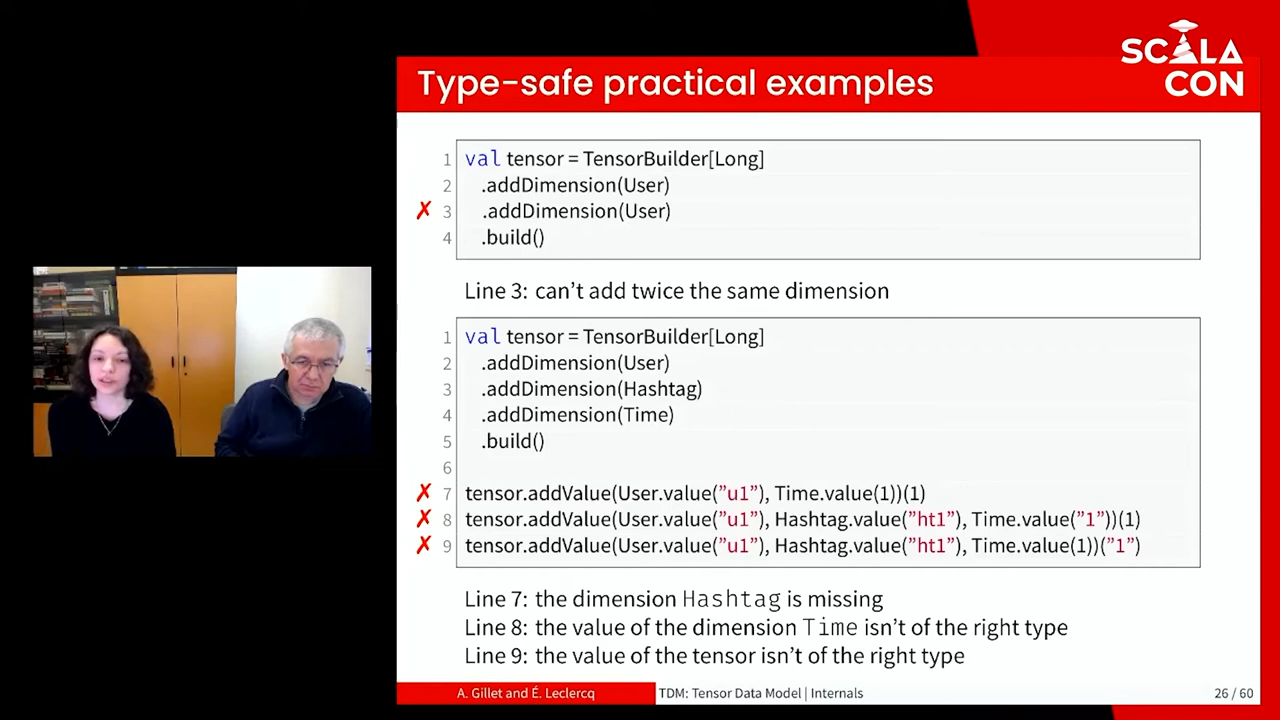 SCALA
CON
Type-safe practical examples
1 val tensor = TensorBuilder[Long]
2 .addDimension(User)
✗ 3 .addDimension(User)
4 .build()
Line 3: can't add twice the same dimension
1 val tensor = TensorBuilder[Long]
2 .addDimension(User)
3 .addDimension(Hashtag)
4 .addDimension(Time)
5 .build()
6
✗ 7 tensor.addValue(User.value("u1"), Time.value(1))(1)
✗ 8 tensor.addValue(User.value("u1"), Hashtag.value("ht1"), Time.value("1"))(1)
✗ 9 tensor.addValue(User.value("u1"), Hashtag.value("ht1"), Time.value(1))("1")
Line 7: the dimension Hashtag is missing
Line 8: the value of the dimension Time isn't of the right type
Line 9: the value of the tensor isn't of the right type
A. Gillet and É. Leclercq TDM: Tensor Data Model | Internals 26 / 60